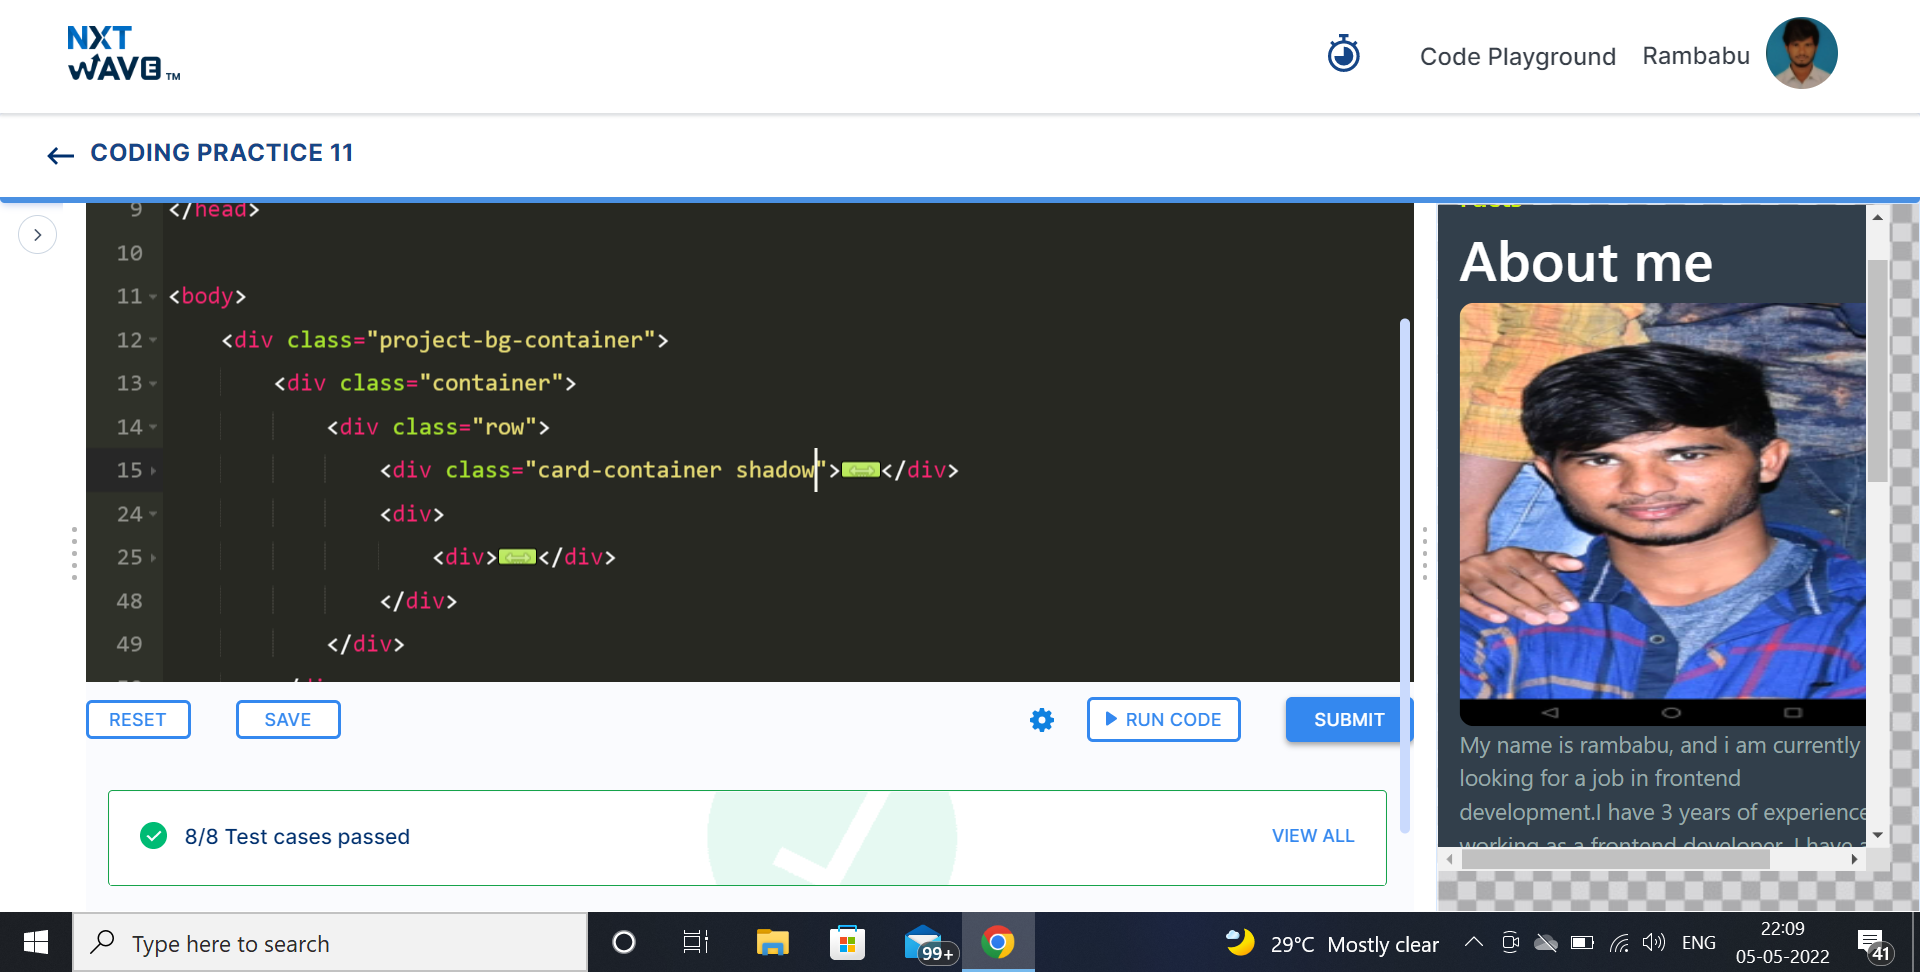 NXT
WAVE TM
Code Playground
Rambabu
CODING PRACTICE 11
9 </head>
10
11 <body>
12 <div class="project-bg-container">
13 <div class="container">
14 <div class="row">
15 <div class="card-container shadow"></div>
24 <div>
25 <div></div>
48 </div>
49 </div>
RESET
SAVE
RUN CODE
SUBMIT
8/8 Test cases passed
VIEW ALL
About me
My name is rambabu, and i am currently
looking for a job in frontend
development.I have 3 years of experience
working as a frontend developer. I have a
Type here to search
99+
29°C Mostly clear
ENG
22:09
05-05-2022
41